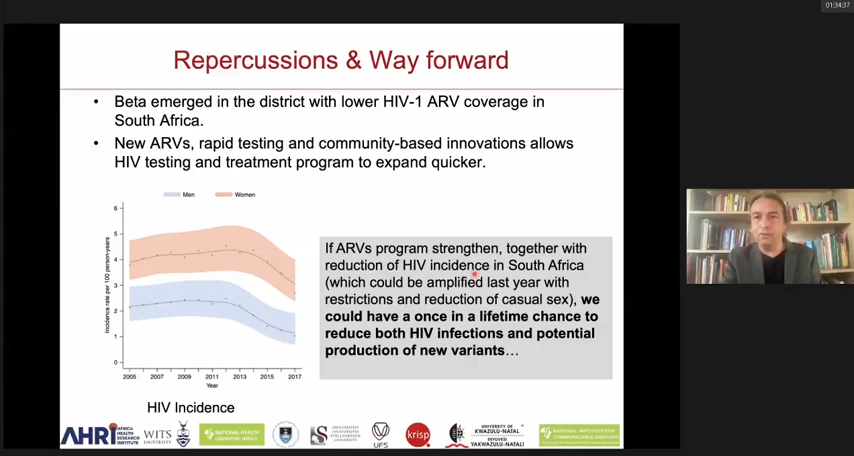 01:34:37
Repercussions & Way forward
• Beta emerged in the district with lower HIV-1 ARV coverage in
South Africa.
• New ARVs, rapid testing and community-based innovations allows
HIV testing and treatment program to expand quicker.
Men Women
Incidence rate per 100 person-years
6
5
4
3
2
1
0
2005 2007 2009 2011 2013 2015 2017
Year
HIV Incidence
If ARVs program strengthen, together with
reduction of HIV incidence in South Africa
(which could be amplified last year with
restrictions and reduction of casual sex), we
could have a once in a lifetime chance to
reduce both HIV infections and potential
production of new variants…
AHRI AFRICA
HEALTH
RESEARCH
INSTITUTE
WITS
UNIVERSITY
NATIONAL HEALTH
LABORATORY SERVICE
UFS
krisp
UNIVERSITY OF
KWAZULU-NATAL
INYUVESI
YAKWAZULU-NATALI
NATIONAL INSTITUTE FOR
COMMUNICABLE DISEASES